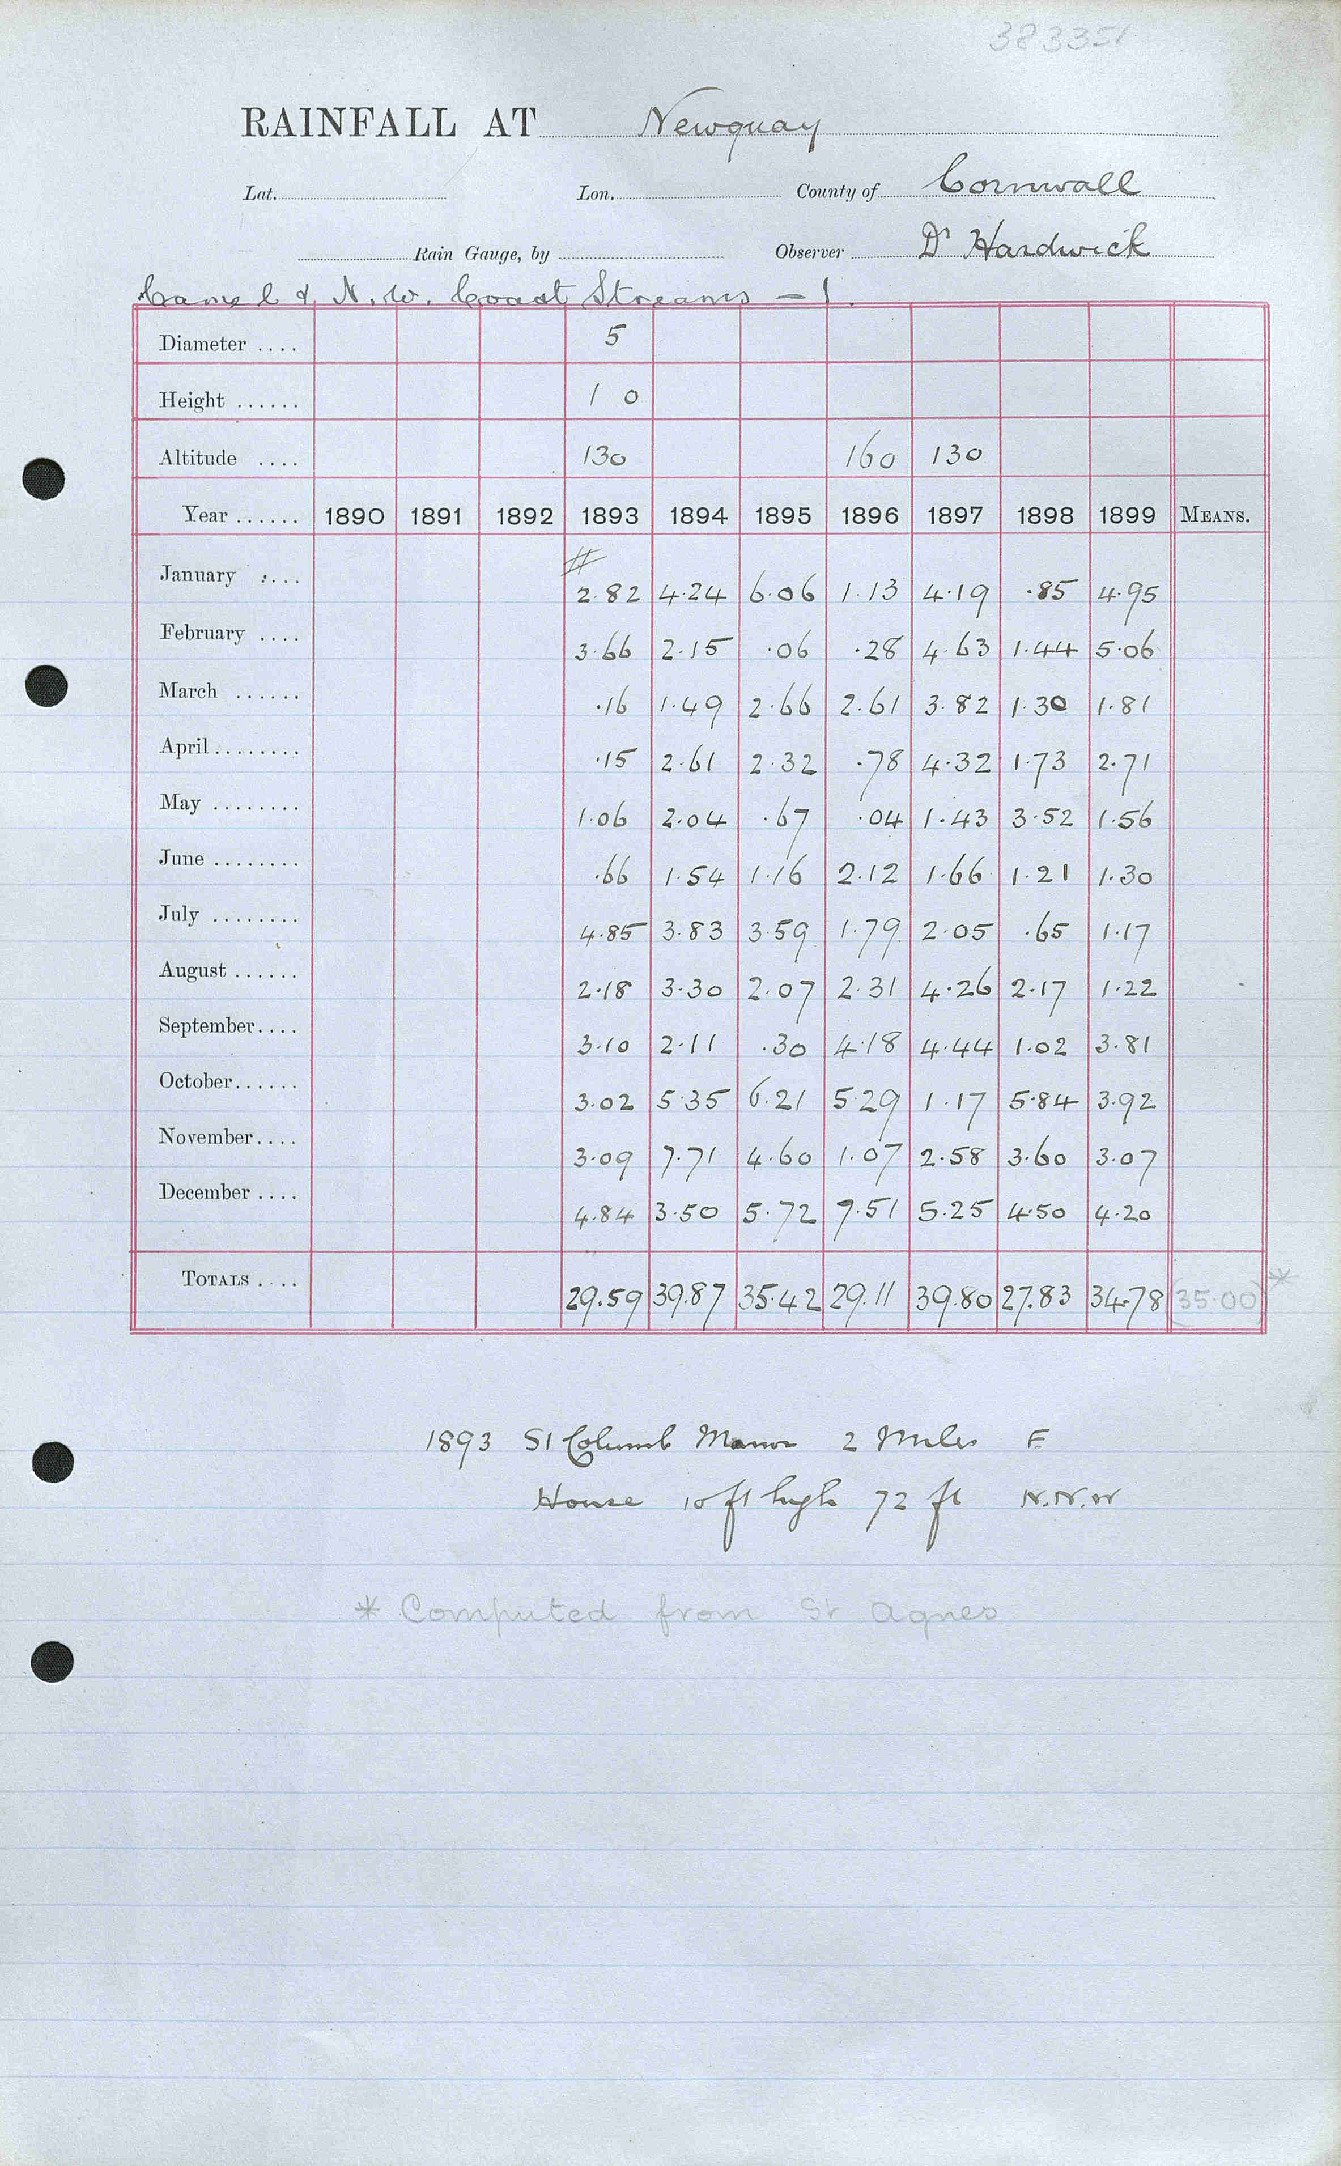 383351
RAINFALL AT Newquay
Lat. Lon. County of Cornwall
Rain Gauge, by Observer Dr Hardwick
Camel & N.W. Coast Streams - 1.
Diameter .... 5
Height ...... 1 0
Altitude .... 130 160 130
Year ...... 1890 1891 1892 1893 1894 1895 1896 1897 1898 1899 MEANS.
#
January .... 2.82 4.24 6.06 1.13 4.19 .85 4.95
February .... 3.66 2.15 .06 .28 4.63 1.44 5.06
March ...... .16 1.49 2.66 2.61 3.82 1.30 1.81
April........ .15 2.61 2.32 .78 4.32 1.73 2.71
May ........ 1.06 2.04 .67 .04 1.43 3.52 1.56
June ........ .66 1.54 1.16 2.12 1.66 1.21 1.30
July ........ 4.85 3.83 3.59 1.79 2.05 .65 1.17
August ...... 2.18 3.30 2.07 2.31 4.26 2.17 1.22
September.... 3.10 2.11 .30 4.18 4.44 1.02 3.81
October...... 3.02 5.35 6.21 5.29 1.17 5.84 3.92
November.... 3.09 7.71 4.60 1.07 2.58 3.60 3.07
December .... 4.84 3.50 5.72 7.51 5.25 4.50 4.20
TOTALS .... 29.59 39.87 35.42 29.11 39.80 27.83 34.78 (35.00)*
1893 St Columb Manor 2 Miles E
House 10 ft high 72 ft N.N.W
* Computed from St Agnes